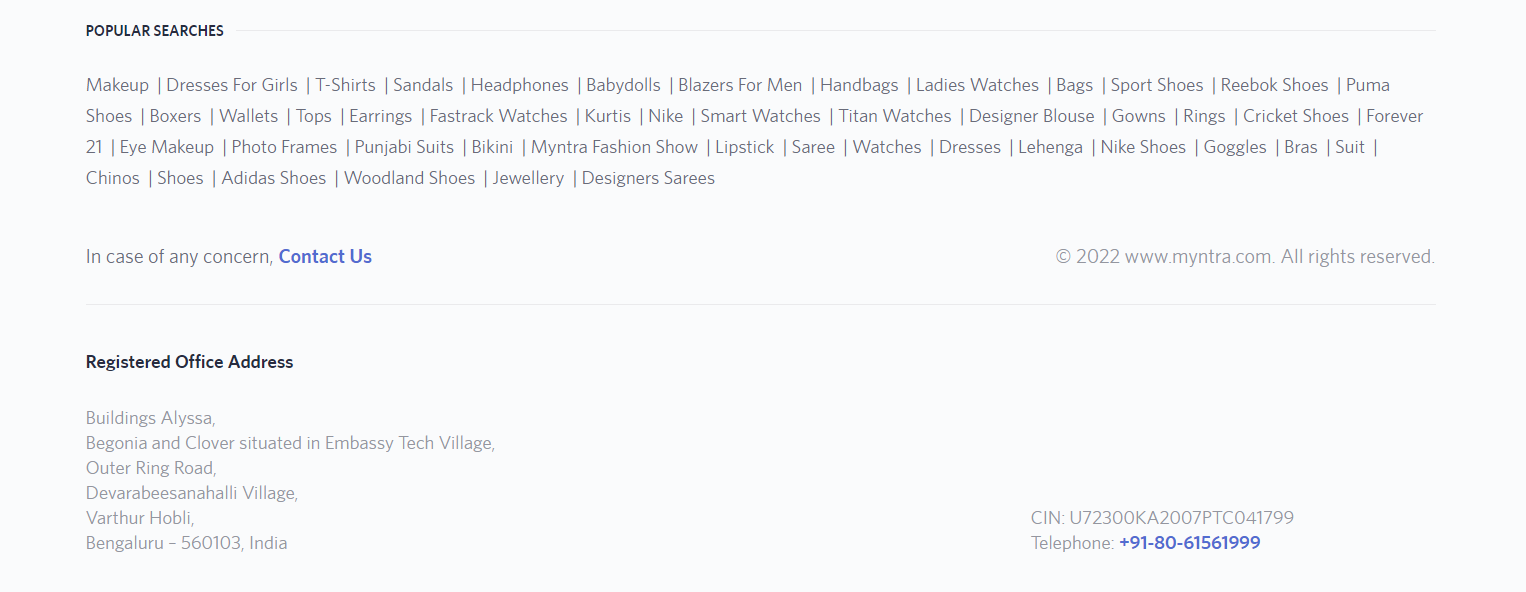 POPULAR SEARCHES
Makeup | Dresses For Girls | T-Shirts | Sandals | Headphones | Babydolls | Blazers For Men | Handbags | Ladies Watches | Bags | Sport Shoes | Reebok Shoes | Puma
Shoes | Boxers | Wallets | Tops | Earrings | Fastrack Watches | Kurtis | Nike | Smart Watches | Titan Watches | Designer Blouse | Gowns | Rings | Cricket Shoes | Forever
21 | Eye Makeup | Photo Frames | Punjabi Suits | Bikini | Myntra Fashion Show | Lipstick | Saree | Watches | Dresses | Lehenga | Nike Shoes | Goggles | Bras | Suit |
Chinos | Shoes | Adidas Shoes | Woodland Shoes | Jewellery | Designers Sarees
In case of any concern, Contact Us
© 2022 www.myntra.com. All rights reserved.
Registered Office Address
Buildings Alyssa,
Begonia and Clover situated in Embassy Tech Village,
Outer Ring Road,
Devarabeesanahalli Village,
Varthur Hobli,
Bengaluru – 560103, India
CIN: U72300KA2007PTC041799
Telephone: +91-80-61561999